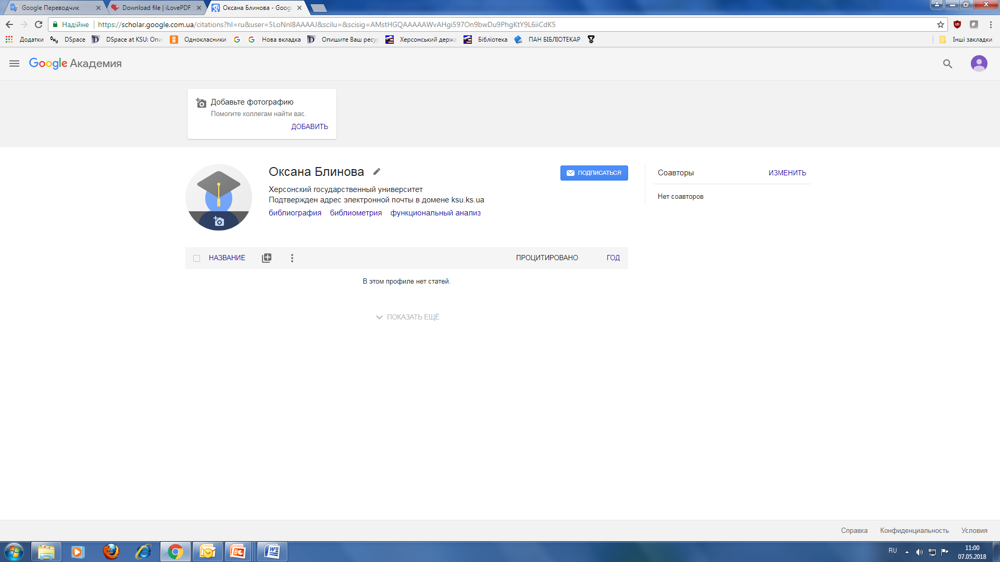 Google Переводчик
Download file | iLovePDF
Оксана Блинова - Goog
Надійне
https://scholar.google.com.ua/citations?hl=ru&user=5LoNnI8AAAAJ&scilu=&scisig=AMstHGQAAAAAWvAHgi597On9bwDu9PhgKtY9L6iiCdK5
Додатки
DSpace
DSpace at KSU: Опи
Однокласники
Нова вкладка
Опишите Ваш ресу
Херсонський держа
Бібліотека
ПАН БІБЛІОТЕКАР
Інші закладки
Google Академия
Добавьте фотографию
Помогите коллегам найти вас.
ДОБАВИТЬ
Оксана Блинова
ПОДПИСАТЬСЯ
Херсонский государственный университет
Подтвержден адрес электронной почты в домене ksu.ks.ua
библиография библиометрия функциональный анализ
Соавторы
ИЗМЕНИТЬ
Нет соавторов
НАЗВАНИЕ
ПРОЦИТИРОВАНО
ГОД
В этом профиле нет статей.
ПОКАЗАТЬ ЕЩЁ
Справка Конфиденциальность Условия
RU
11:00
07.05.2018